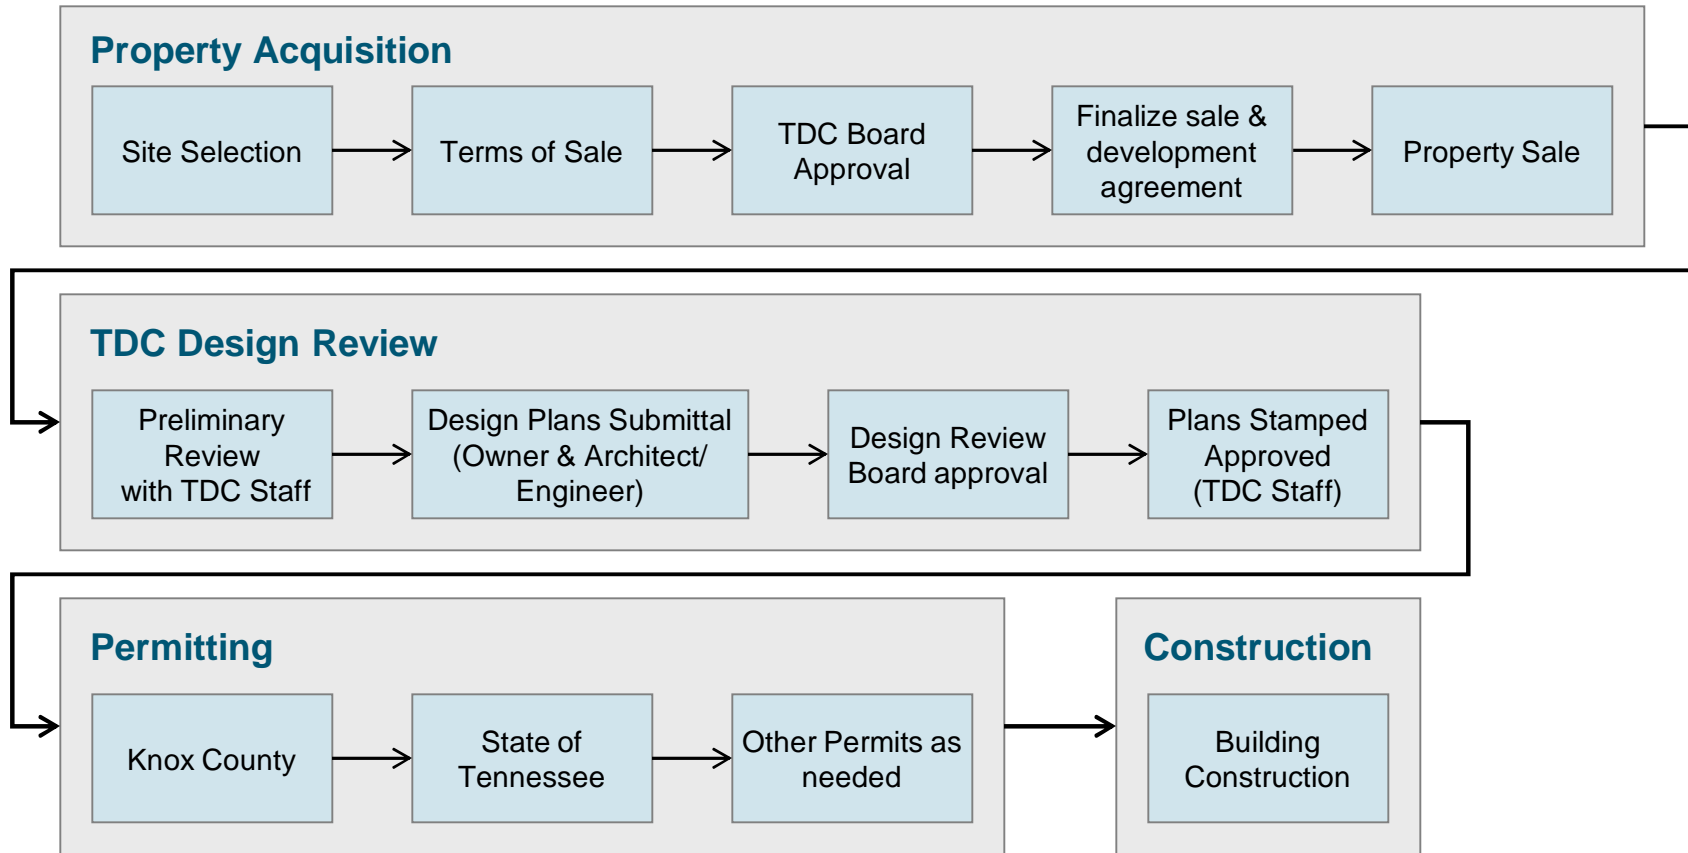 Property Acquisition
Site Selection
Terms of Sale
TDC Board
Approval
Finalize sale &
development
agreement
Property Sale
TDC Design Review
Preliminary
Review
with TDC Staff
Design Plans Submittal
(Owner & Architect/
Engineer)
Design Review
Board approval
Plans Stamped
Approved
(TDC Staff)
Permitting
Knox County
State of
Tennessee
Other Permits as
needed
Construction
Building
Construction